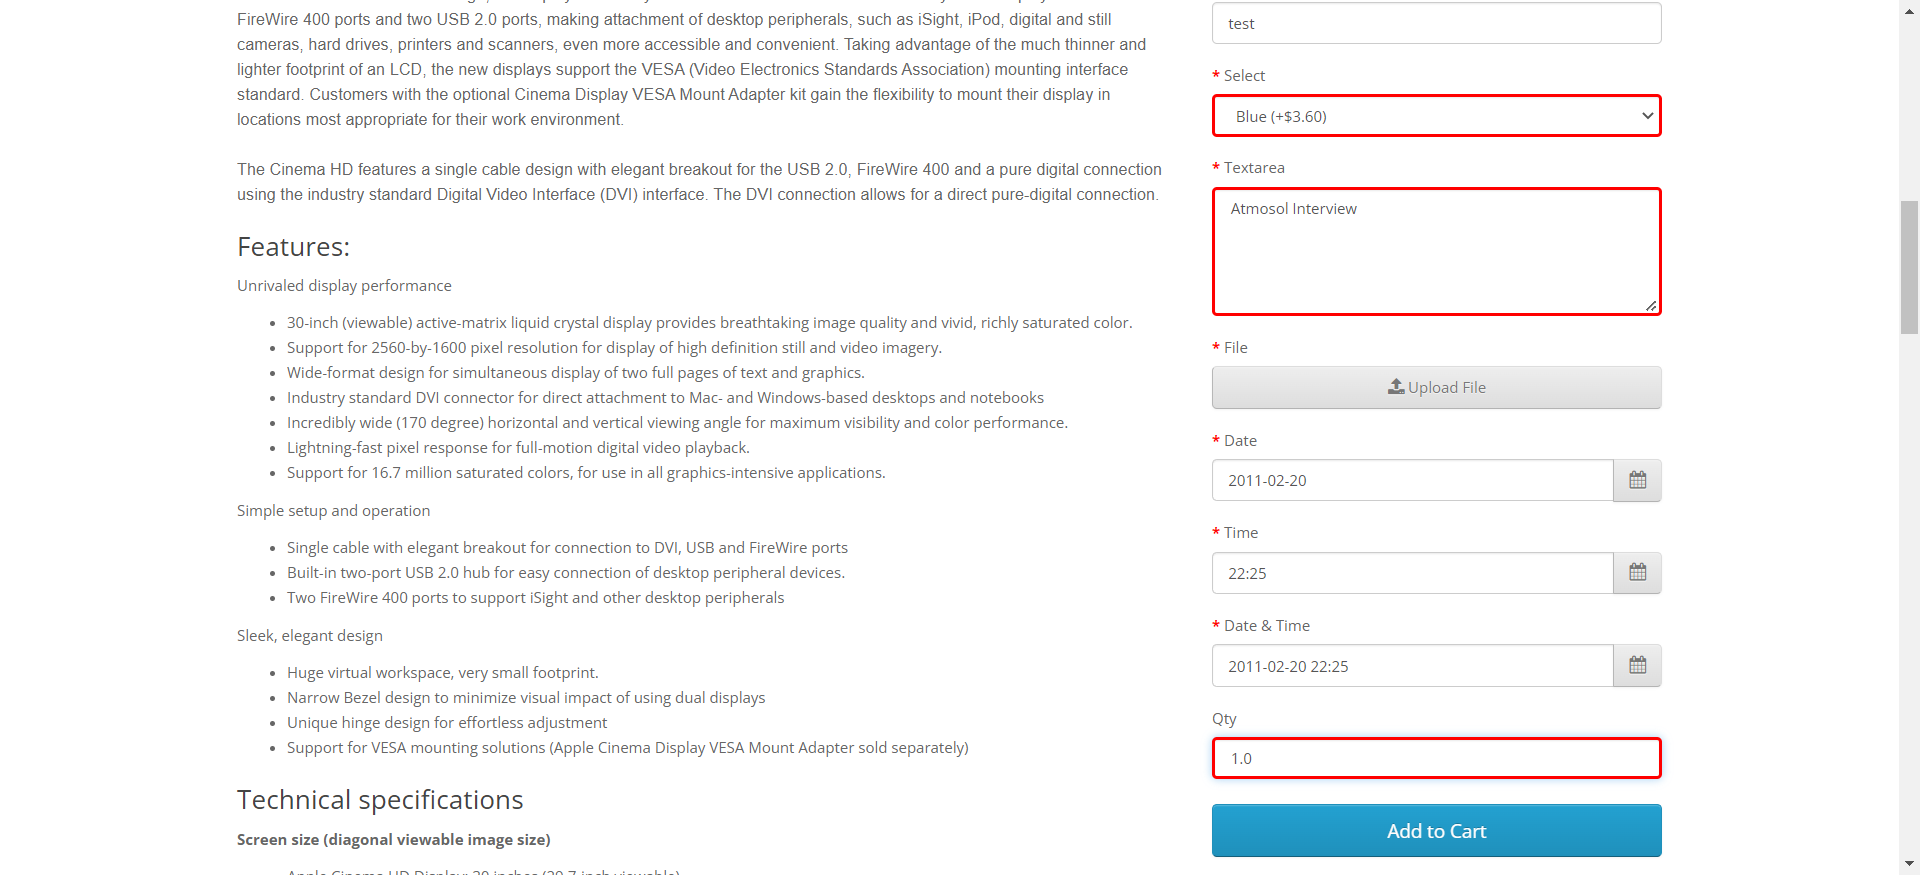 FireWire 400 ports and two USB 2.0 ports, making attachment of desktop peripherals, such as iSight, iPod, digital and still
cameras, hard drives, printers and scanners, even more accessible and convenient. Taking advantage of the much thinner and
lighter footprint of an LCD, the new displays support the VESA (Video Electronics Standards Association) mounting interface
standard. Customers with the optional Cinema Display VESA Mount Adapter kit gain the flexibility to mount their display in
locations most appropriate for their work environment.
The Cinema HD features a single cable design with elegant breakout for the USB 2.0, FireWire 400 and a pure digital connection
using the industry standard Digital Video Interface (DVI) interface. The DVI connection allows for a direct pure-digital connection.
Features:
Unrivaled display performance
• 30-inch (viewable) active-matrix liquid crystal display provides breathtaking image quality and vivid, richly saturated color.
• Support for 2560-by-1600 pixel resolution for display of high definition still and video imagery.
• Wide-format design for simultaneous display of two full pages of text and graphics.
• Industry standard DVI connector for direct attachment to Mac- and Windows-based desktops and notebooks
• Incredibly wide (170 degree) horizontal and vertical viewing angle for maximum visibility and color performance.
• Lightning-fast pixel response for full-motion digital video playback.
• Support for 16.7 million saturated colors, for use in all graphics-intensive applications.
Simple setup and operation
• Single cable with elegant breakout for connection to DVI, USB and FireWire ports
• Built-in two-port USB 2.0 hub for easy connection of desktop peripheral devices.
• Two FireWire 400 ports to support iSight and other desktop peripherals
Sleek, elegant design
• Huge virtual workspace, very small footprint.
• Narrow Bezel design to minimize visual impact of using dual displays
• Unique hinge design for effortless adjustment
• Support for VESA mounting solutions (Apple Cinema Display VESA Mount Adapter sold separately)
Technical specifications
Screen size (diagonal viewable image size)
test
* Select
Blue (+$3.60)
* Textarea
Atmosol Interview
* File
Upload File
* Date
2011-02-20
* Time
22:25
* Date & Time
2011-02-20 22:25
Qty
1.0
Add to Cart